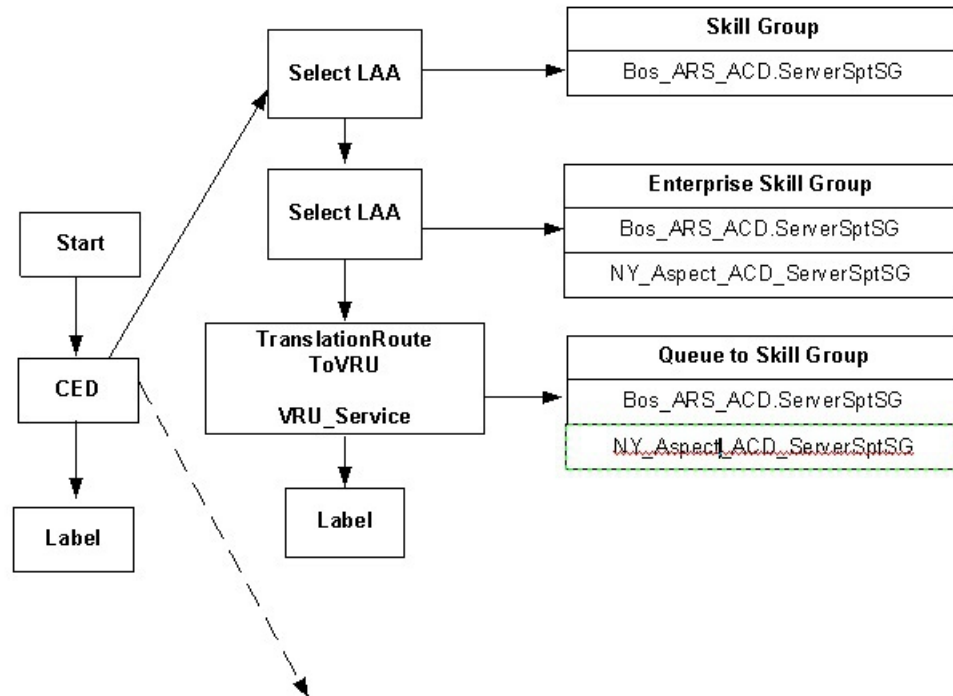 Select LAA
Skill Group
Bos_ARS_ACD.ServerSptSG
Select LAA
Enterprise Skill Group
Bos_ARS_ACD.ServerSptSG
NY_Aspect_ACD_ServerSptSG
Start
CED
Label
TranslationRoute
ToVRU
VRU_Service
Queue to Skill Group
Bos_ARS_ACD.ServerSptSG
NY_Aspect_ACD_ServerSptSG
Label